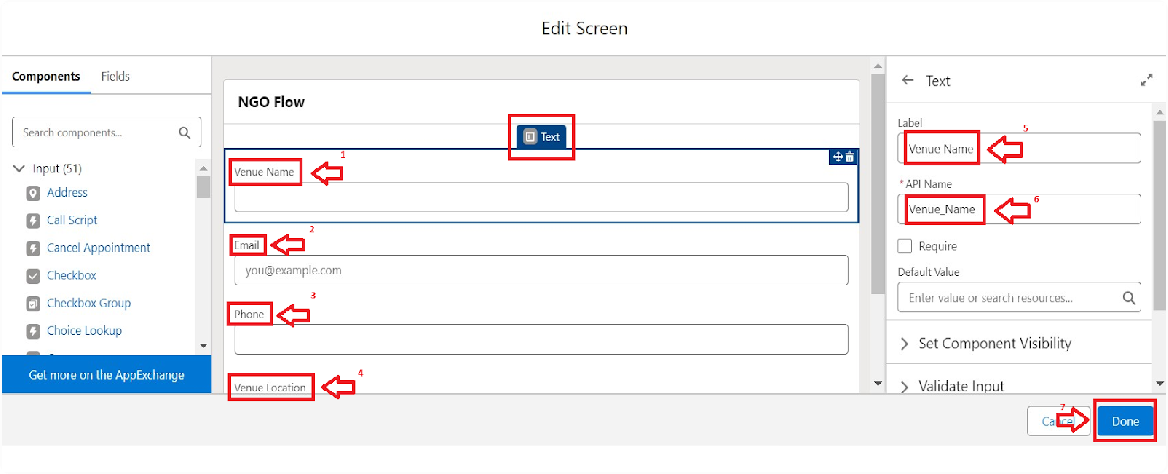 Edit Screen
Components Fields
Search components...
Input (51)
Address
Call Script
Cancel Appointment
Checkbox
Checkbox Group
Choice Lookup
Get more on the AppExchange
NGO Flow
Text
Venue Name 1
Email 2
you@example.com
Phone 3
Venue Location 4
Text
Label
Venue Name 5
* API Name
Venue_Name 6
Require
Default Value
Enter value or search resources...
Set Component Visibility
Validate Input
Cancel 7 Done